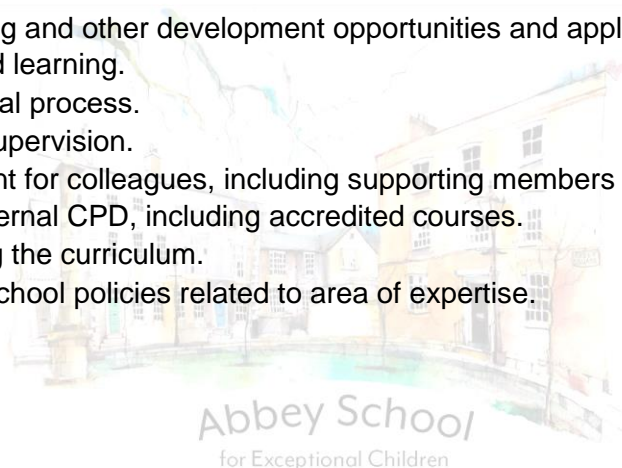 g and other development opportunities and appl
d learning.
al process.
upervision.
nt for colleagues, including supporting members
ernal CPD, including accredited courses.
g the curriculum.
chool policies related to area of expertise.
Abbey School
for Exceptional Children